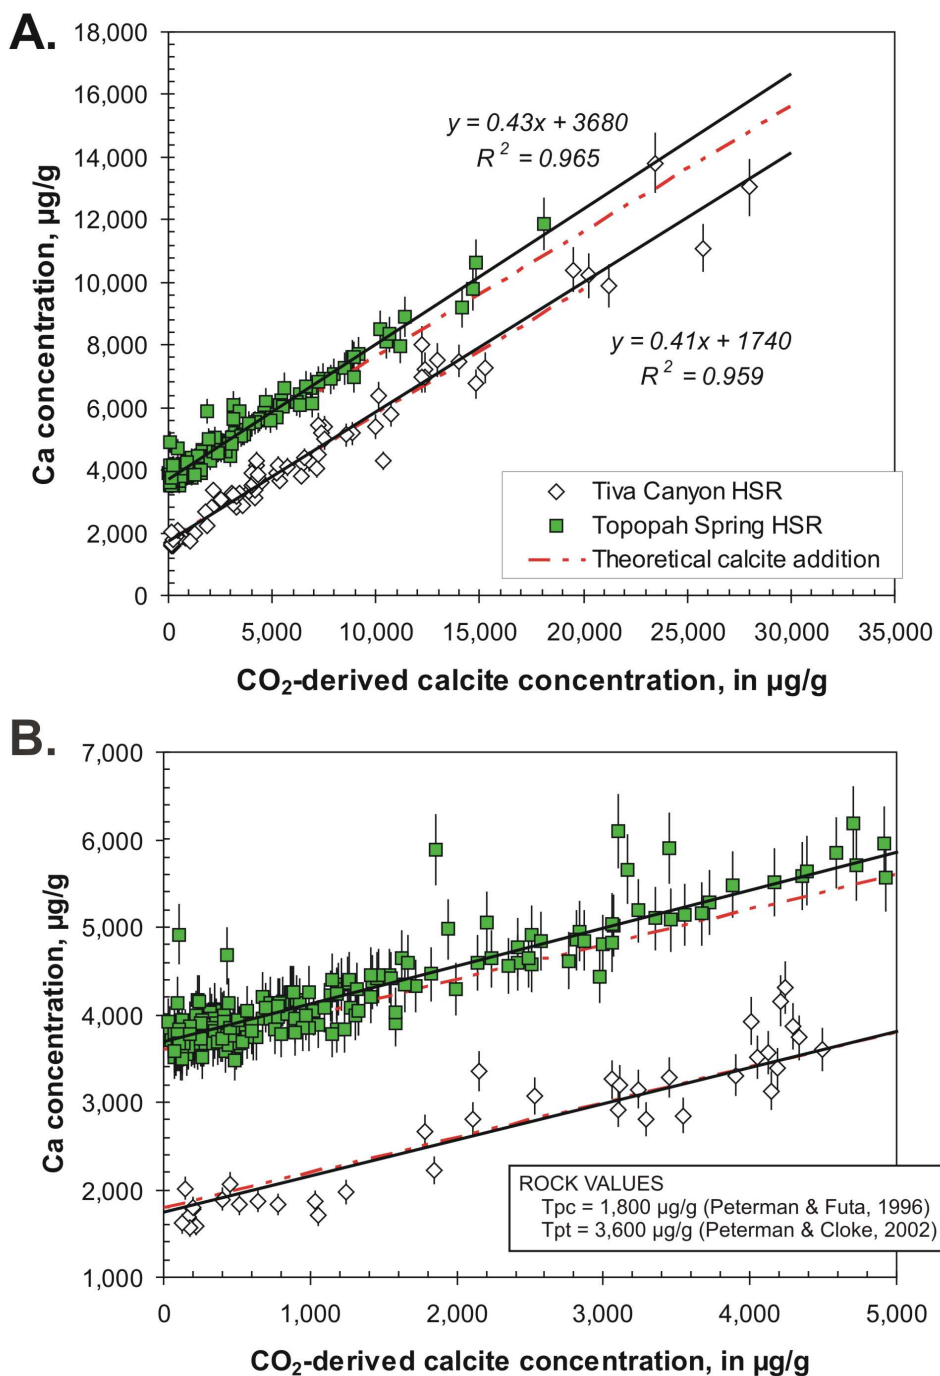 A.
18,000
16,000
14,000
12,000
10,000
8,000
6,000
4,000
2,000
0
Ca concentration, µg/g
y = 0.43x + 3680
R² = 0.965
y = 0.41x + 1740
R² = 0.959
Tiva Canyon HSR
Topopah Spring HSR
Theoretical calcite addition
0 5,000 10,000 15,000 20,000 25,000 30,000 35,000
CO₂-derived calcite concentration, in µg/g
B.
7,000
6,000
5,000
4,000
3,000
2,000
1,000
Ca concentration, µg/g
ROCK VALUES
Tpc = 1,800 µg/g (Peterman & Futa, 1996)
Tpt = 3,600 µg/g (Peterman & Cloke, 2002)
0 1,000 2,000 3,000 4,000 5,000
CO₂-derived calcite concentration, in µg/g